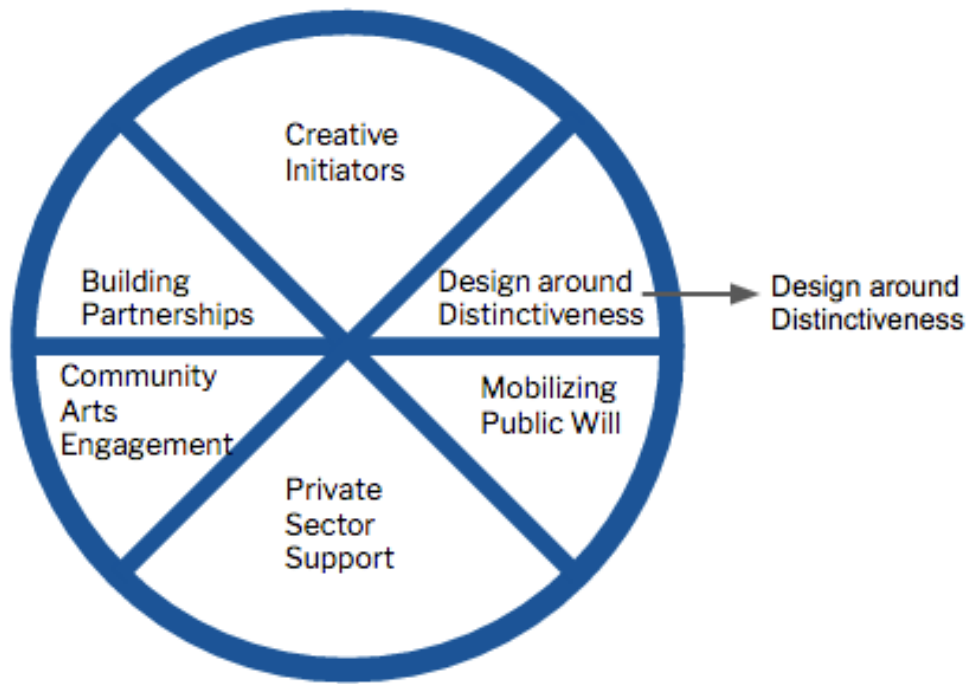 Creative
Initiators
Building
Partnerships
Design around
Distinctiveness
Design around
Distinctiveness
Community
Arts
Engagement
Mobilizing
Public Will
Private
Sector
Support